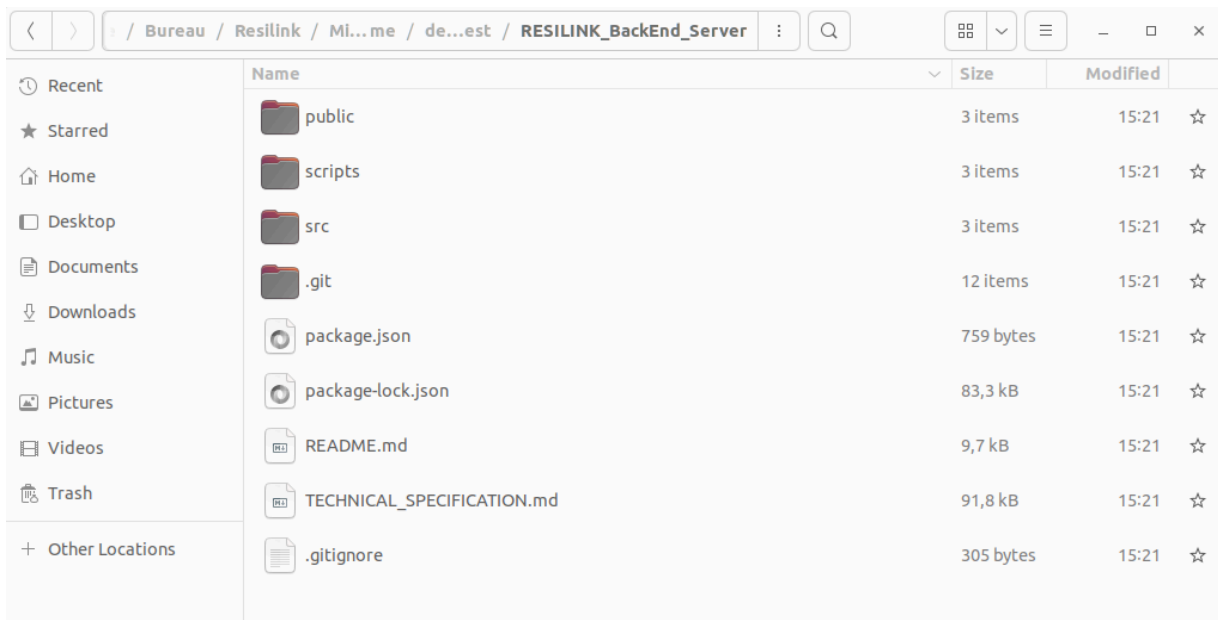 / Bureau / Resilink / Mi...me / de...est / RESILINK_BackEnd_Server
Name Size Modified
Recent
Starred
Home
Desktop
Documents
Downloads
Music
Pictures
Videos
Trash
Other Locations
public 3 items 15:21
scripts 3 items 15:21
src 3 items 15:21
.git 12 items 15:21
package.json 759 bytes 15:21
package-lock.json 83,3 kB 15:21
README.md 9,7 kB 15:21
TECHNICAL_SPECIFICATION.md 91,8 kB 15:21
.gitignore 305 bytes 15:21